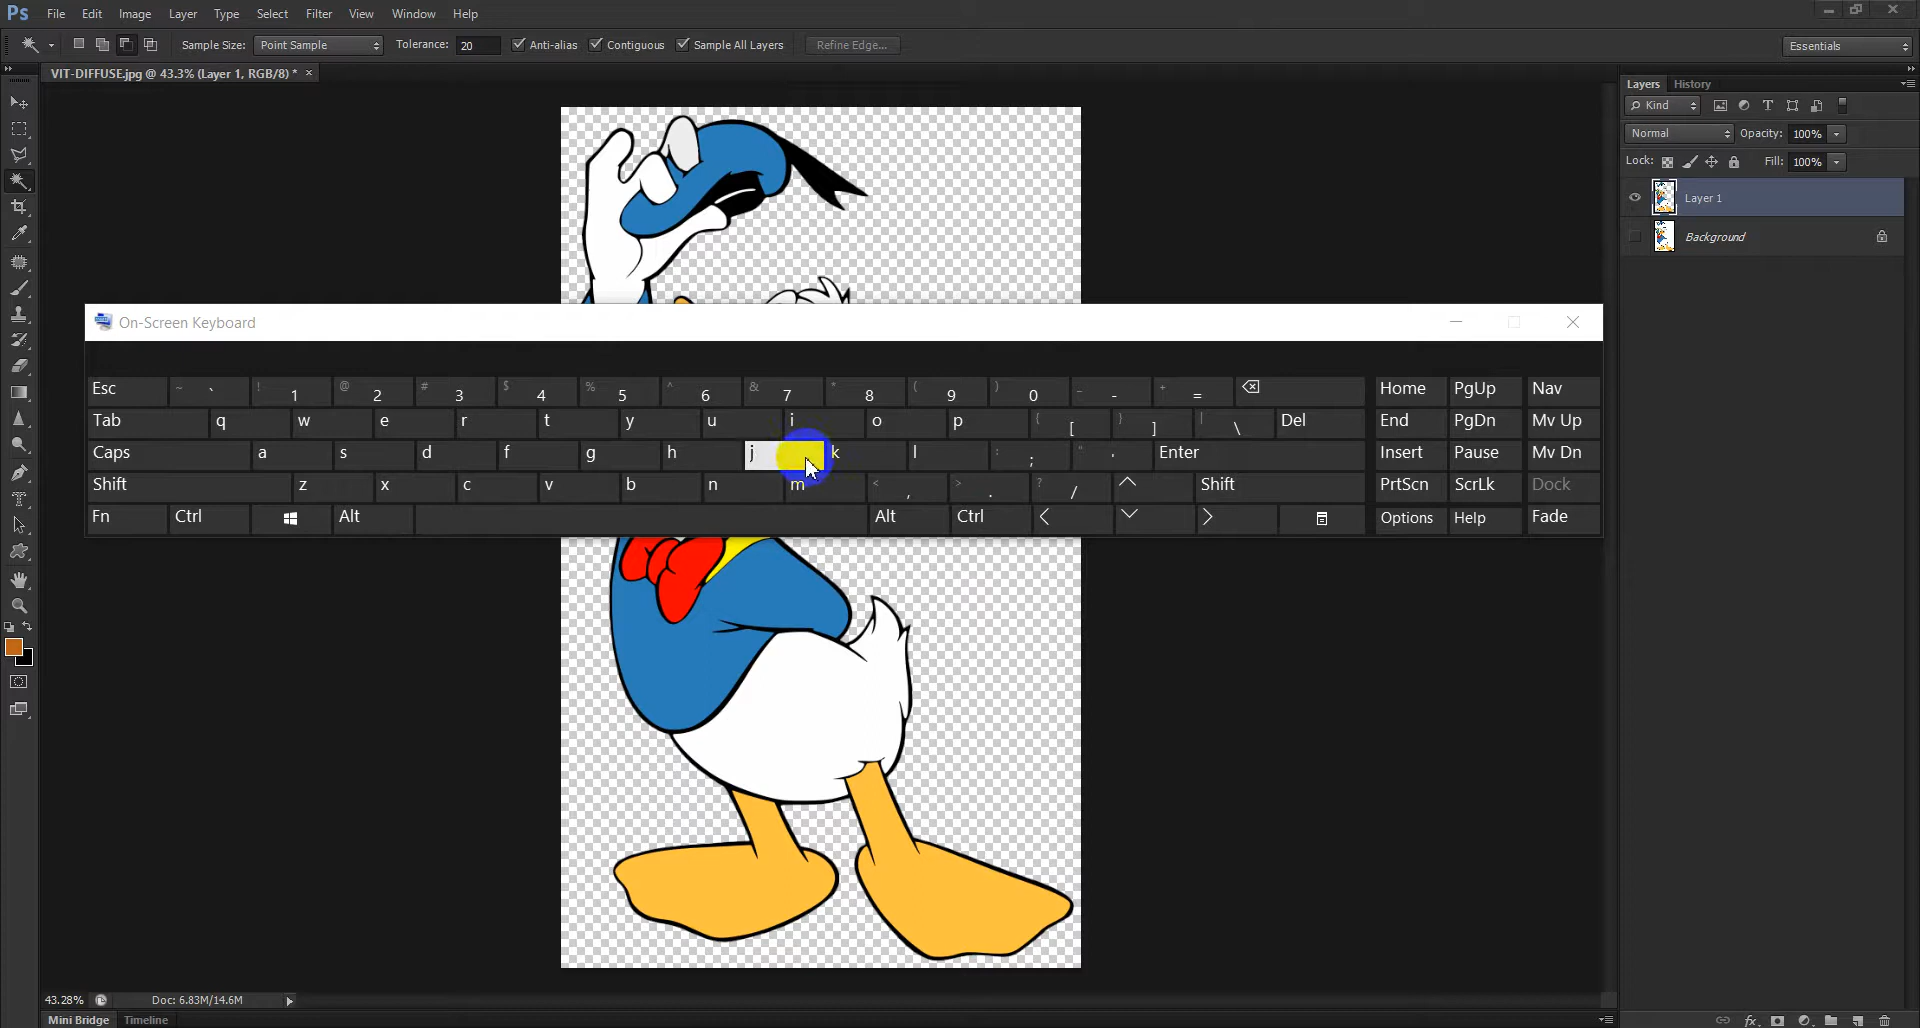 Ps File Edit Image Layer Type Select Filter View Window Help
Sample Size: Point Sample Tolerance: 20 Anti-alias Contiguous Sample All Layers Refine Edge... Essentials
VIT-DIFFUSE.jpg @ 43.3% (Layer 1, RGB/8) * ×
Layers History
Kind
Normal Opacity: 100%
Lock: Fill: 100%
Layer 1
Background
On-Screen Keyboard
Esc ~ ` ! 1 @ 2 # 3 $ 4 % 5 ^ 6 & 7 * 8 ( 9 ) 0 _ - + = Home PgUp Nav
Tab q w e r t y u i o p { [ } ] | \ Del End PgDn Mv Up
Caps a s d f g h j k l : ; " ' Enter Insert Pause Mv Dn
Shift z x c v b n m < , > . ? / Shift PrtScn ScrLk Dock
Fn Ctrl Alt Alt Ctrl Options Help Fade
43.28% Doc: 6.83M/14.6M
Mini Bridge Timeline
fx